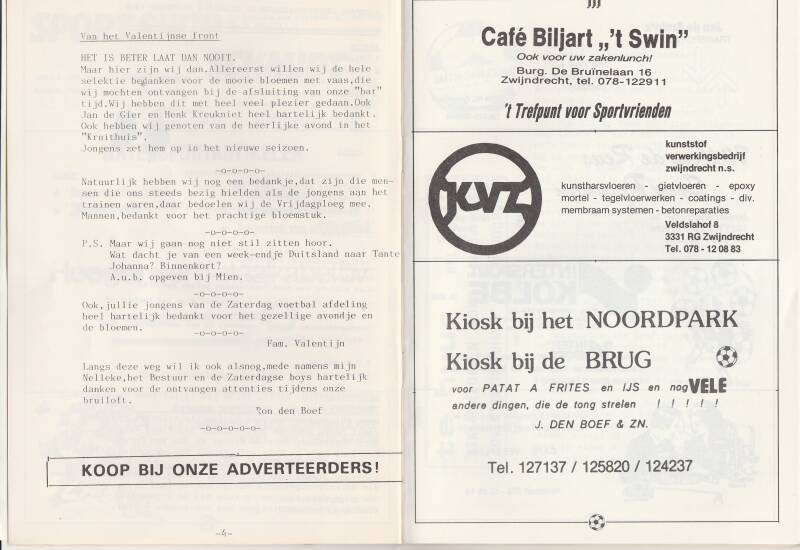 Van het Valentijnse front
HET IS BETER LAAT DAN NOOIT.
Maar hier zijn wij dan.Allereerst willen wij de hele
selektie bedanken voor de mooie bloemen met vaas,die
wij mochten ontvangen bij de afsluiting van onze "bar"
tijd.Wij hebben dit met heel veel plezier gedaan.Ook
Jan de Gier en Henk Kreukniet heel hartelijk bedankt.
Ook hebben wij genoten van de heerlijke avond in het
"Kruithuis".
Jongens zet hem op in het nieuwe seizoen.
-o-o-o-o-
Natuurlijk hebben wij nog een bedankje,dat zijn die men-
sen die ons steeds bezig hielden als de jongens aan het
trainen waren,daar bedoelen wij de Vrijdagploeg mee.
Mannen,bedankt voor het prachtige bloemstuk.
-o-o-o-o-
P.S. Maar wij gaan nog niet stil zitten hoor.
Wat dacht je van een week-endje Duitsland naar Tante
Johanna? Binnenkort?
A.u.b. opgeven bij Mien.
-o-o-o-o-
Ook,jullie jongens van de Zaterdag voetbal afdeling
heel hartelijk bedankt voor het gezellige avondje en
de bloemen.
-o-o-o-o-
Fam. Valentijn
Langs deze weg wil ik ook alsnog,mede namens mijn
Nelleke,het Bestuur en de Zaterdagse boys hartelijk
danken voor de ontvangen attenties tijdens onze
bruiloft.
Ron den Boef
-o-o-o-o-
KOOP BIJ ONZE ADVERTEERDERS!
-4-
Café Biljart „'t Swin”
Ook voor uw zakenlunch!
Burg. De Bruïnelaan 16
Zwijndrecht, tel. 078-122911
't Trefpunt voor Sportvrienden
KVZ
kunststof
verwerkingsbedrijf
zwijndrecht n.s.
kunstharsvloeren - gietvloeren - epoxy
mortel - tegelvloerwerken - coatings - div.
membraam systemen - betonreparaties
Veldslahof 8
3331 RG Zwijndrecht
Tel. 078 - 12 08 83
Kiosk bij het NOORDPARK
Kiosk bij de BRUG
voor PATAT A FRITES en IJS en nog VELE
andere dingen, die de tong strelen ! ! ! ! !
J. DEN BOEF & ZN.
Tel. 127137 / 125820 / 124237